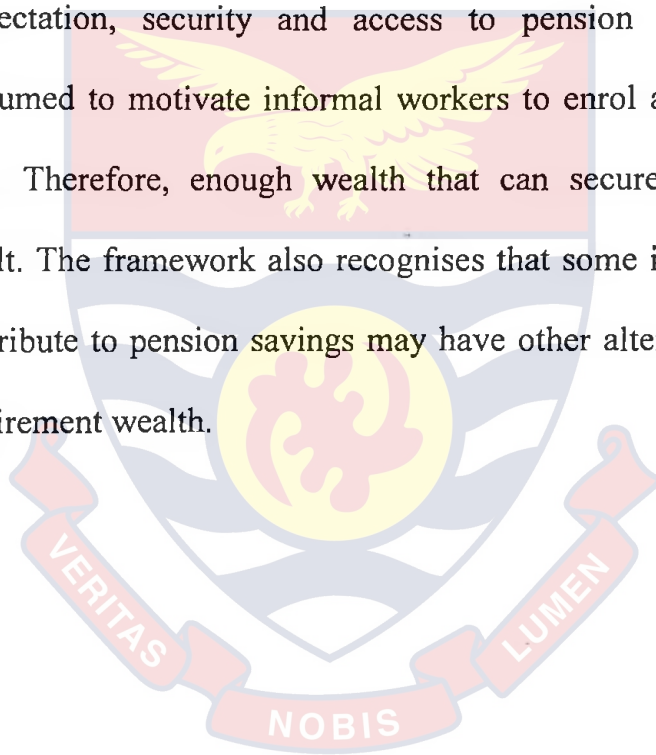 ectation, security and access to pension
umed to motivate informal workers to enrol a
Therefore, enough wealth that can secure
lt. The framework also recognises that some i
ribute to pension savings may have other alter
irement wealth.
VERITAS
NOBIS
LUMEN